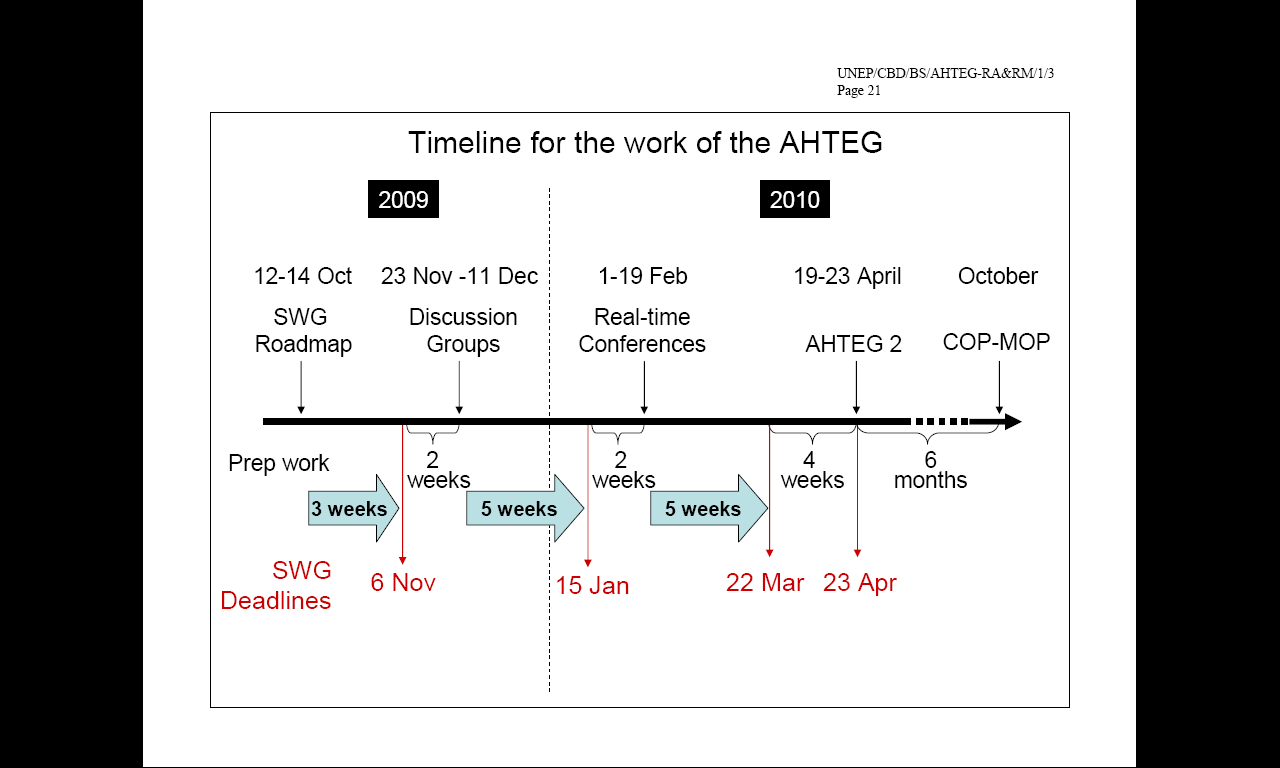 UNEP/CBD/BS/AHTEG-RA&RM/1/3
Page 21
Timeline for the work of the AHTEG
2009
2010
12-14 Oct
23 Nov -11 Dec
1-19 Feb
19-23 April
October
SWG
Roadmap
Discussion
Groups
Real-time
Conferences
AHTEG 2
COP-MOP
Prep work
2
weeks
2
weeks
4
weeks
6
months
3 weeks
5 weeks
5 weeks
SWG
Deadlines
6 Nov
15 Jan
22 Mar
23 Apr